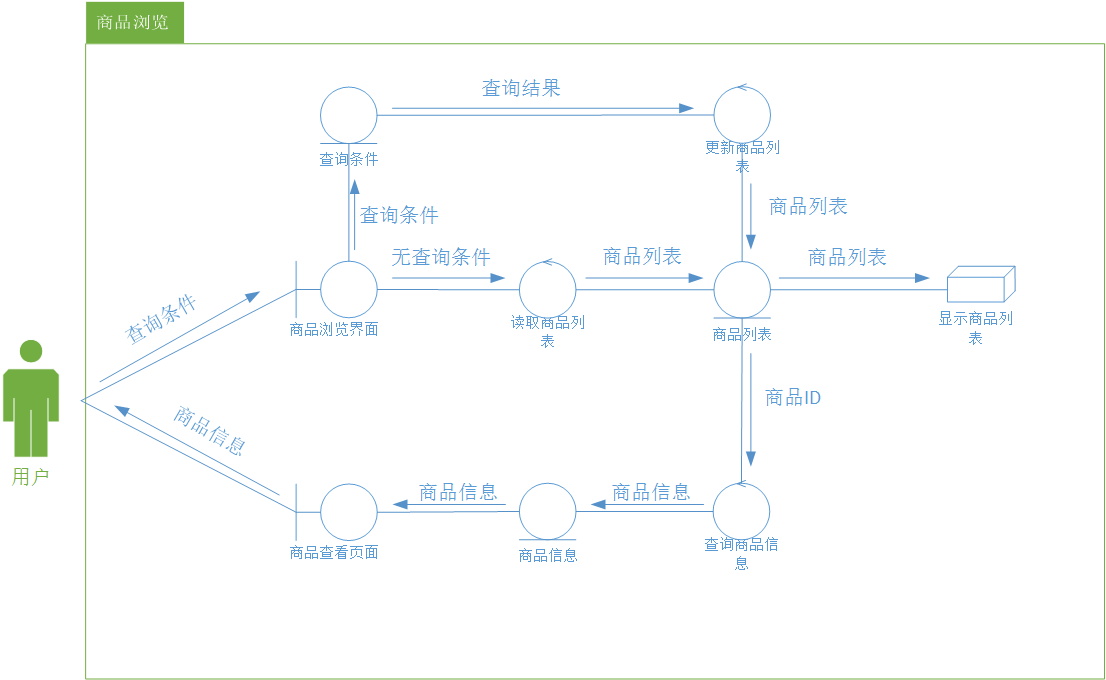 商品浏览
查询结果
查询条件
更新商品列
表
查询条件
商品列表
无查询条件
商品列表
商品列表
查询条件
商品浏览界面
读取商品列
表
商品列表
显示商品列
表
商品ID
商品信息
用户
商品信息
商品信息
商品查看页面
商品信息
查询商品信
息